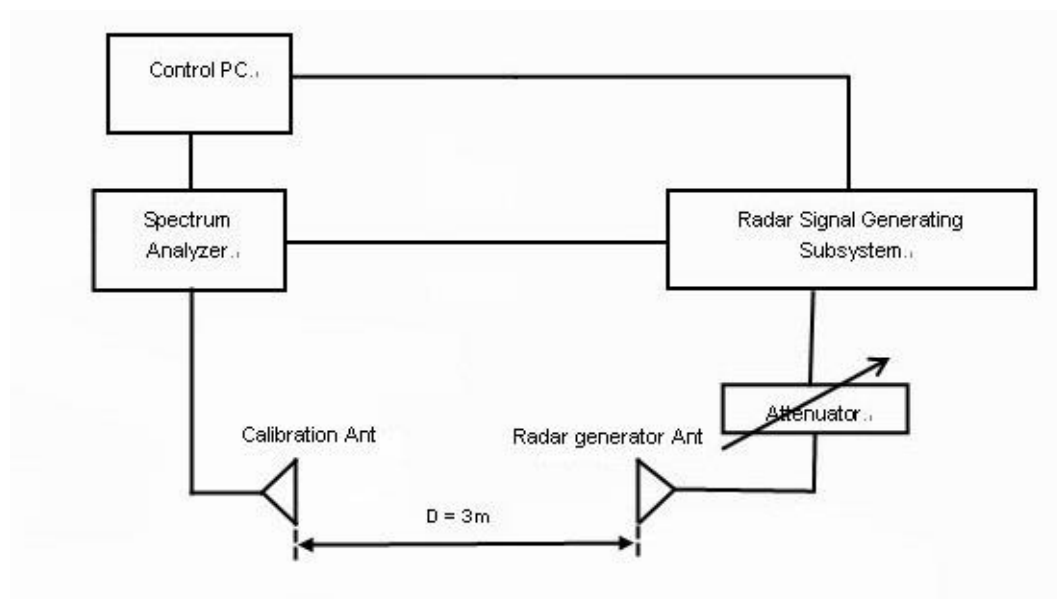 Control PC.
Spectrum
Analyzer.
Radar Signal Generating
Subsystem.
Attenuator.
Calibration Ant
Radar generator Ant
D = 3m